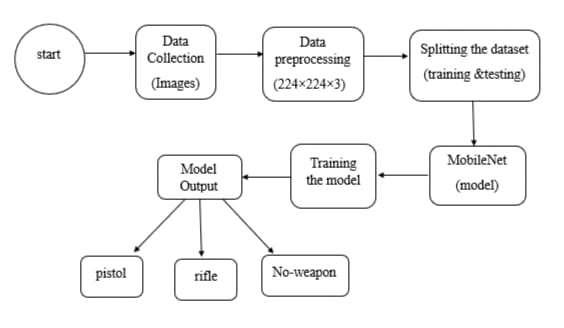 start
Data
Collection
(Images)
Data
preprocessing
(224×224×3)
Splitting the dataset
(training &testing)
MobileNet
(model)
Training
the model
Model
Output
pistol
rifle
No-weapon